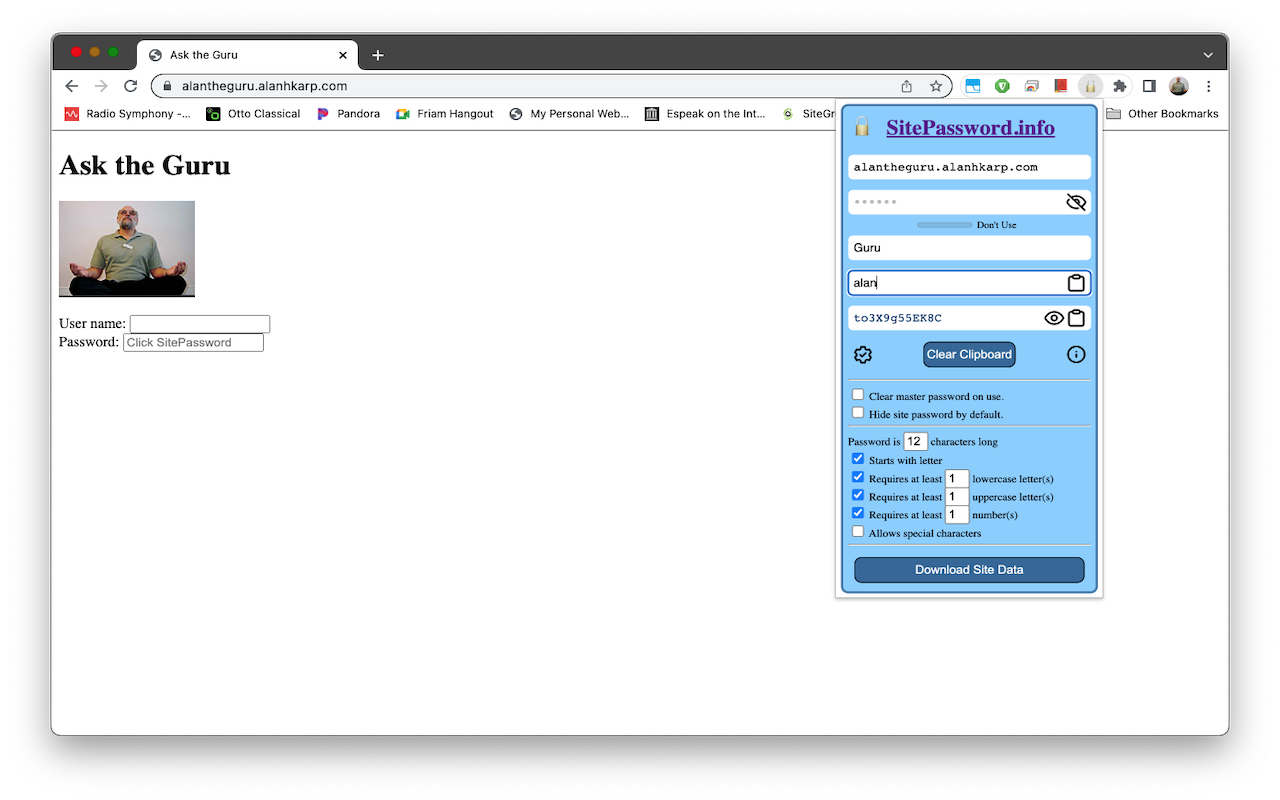 Ask the Guru
alantheguru.alanhkarp.com
Radio Symphony -... Otto Classical Pandora Friam Hangout My Personal Web... Espeak on the Int... SiteGr Other Bookmarks
Ask the Guru
User name:
Password: Click SitePassword
SitePassword.info
alantheguru.alanhkarp.com
Don't Use
Guru
alan
to3X9g55EK8C
Clear Clipboard
Clear master password on use.
Hide site password by default.
Password is 12 characters long
Starts with letter
Requires at least 1 lowercase letter(s)
Requires at least 1 uppercase letter(s)
Requires at least 1 number(s)
Allows special characters
Download Site Data